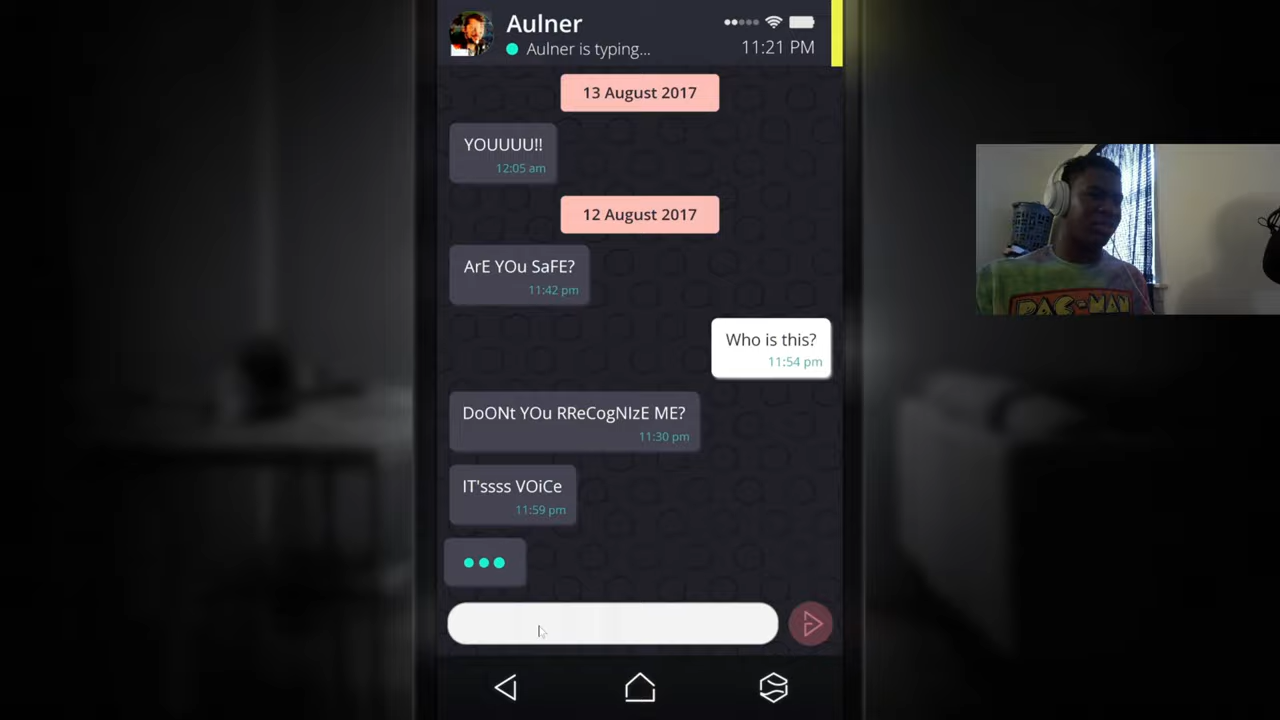 Aulner
Aulner is typing...
11:21 PM
13 August 2017
YOUUUU!!
12:05 am
12 August 2017
ArE YOu SaFE?
11:42 pm
Who is this?
11:54 pm
DoONt YOu RReCogNIzE ME?
11:30 pm
IT'ssss VOiCe
11:59 pm
PAC-MAN